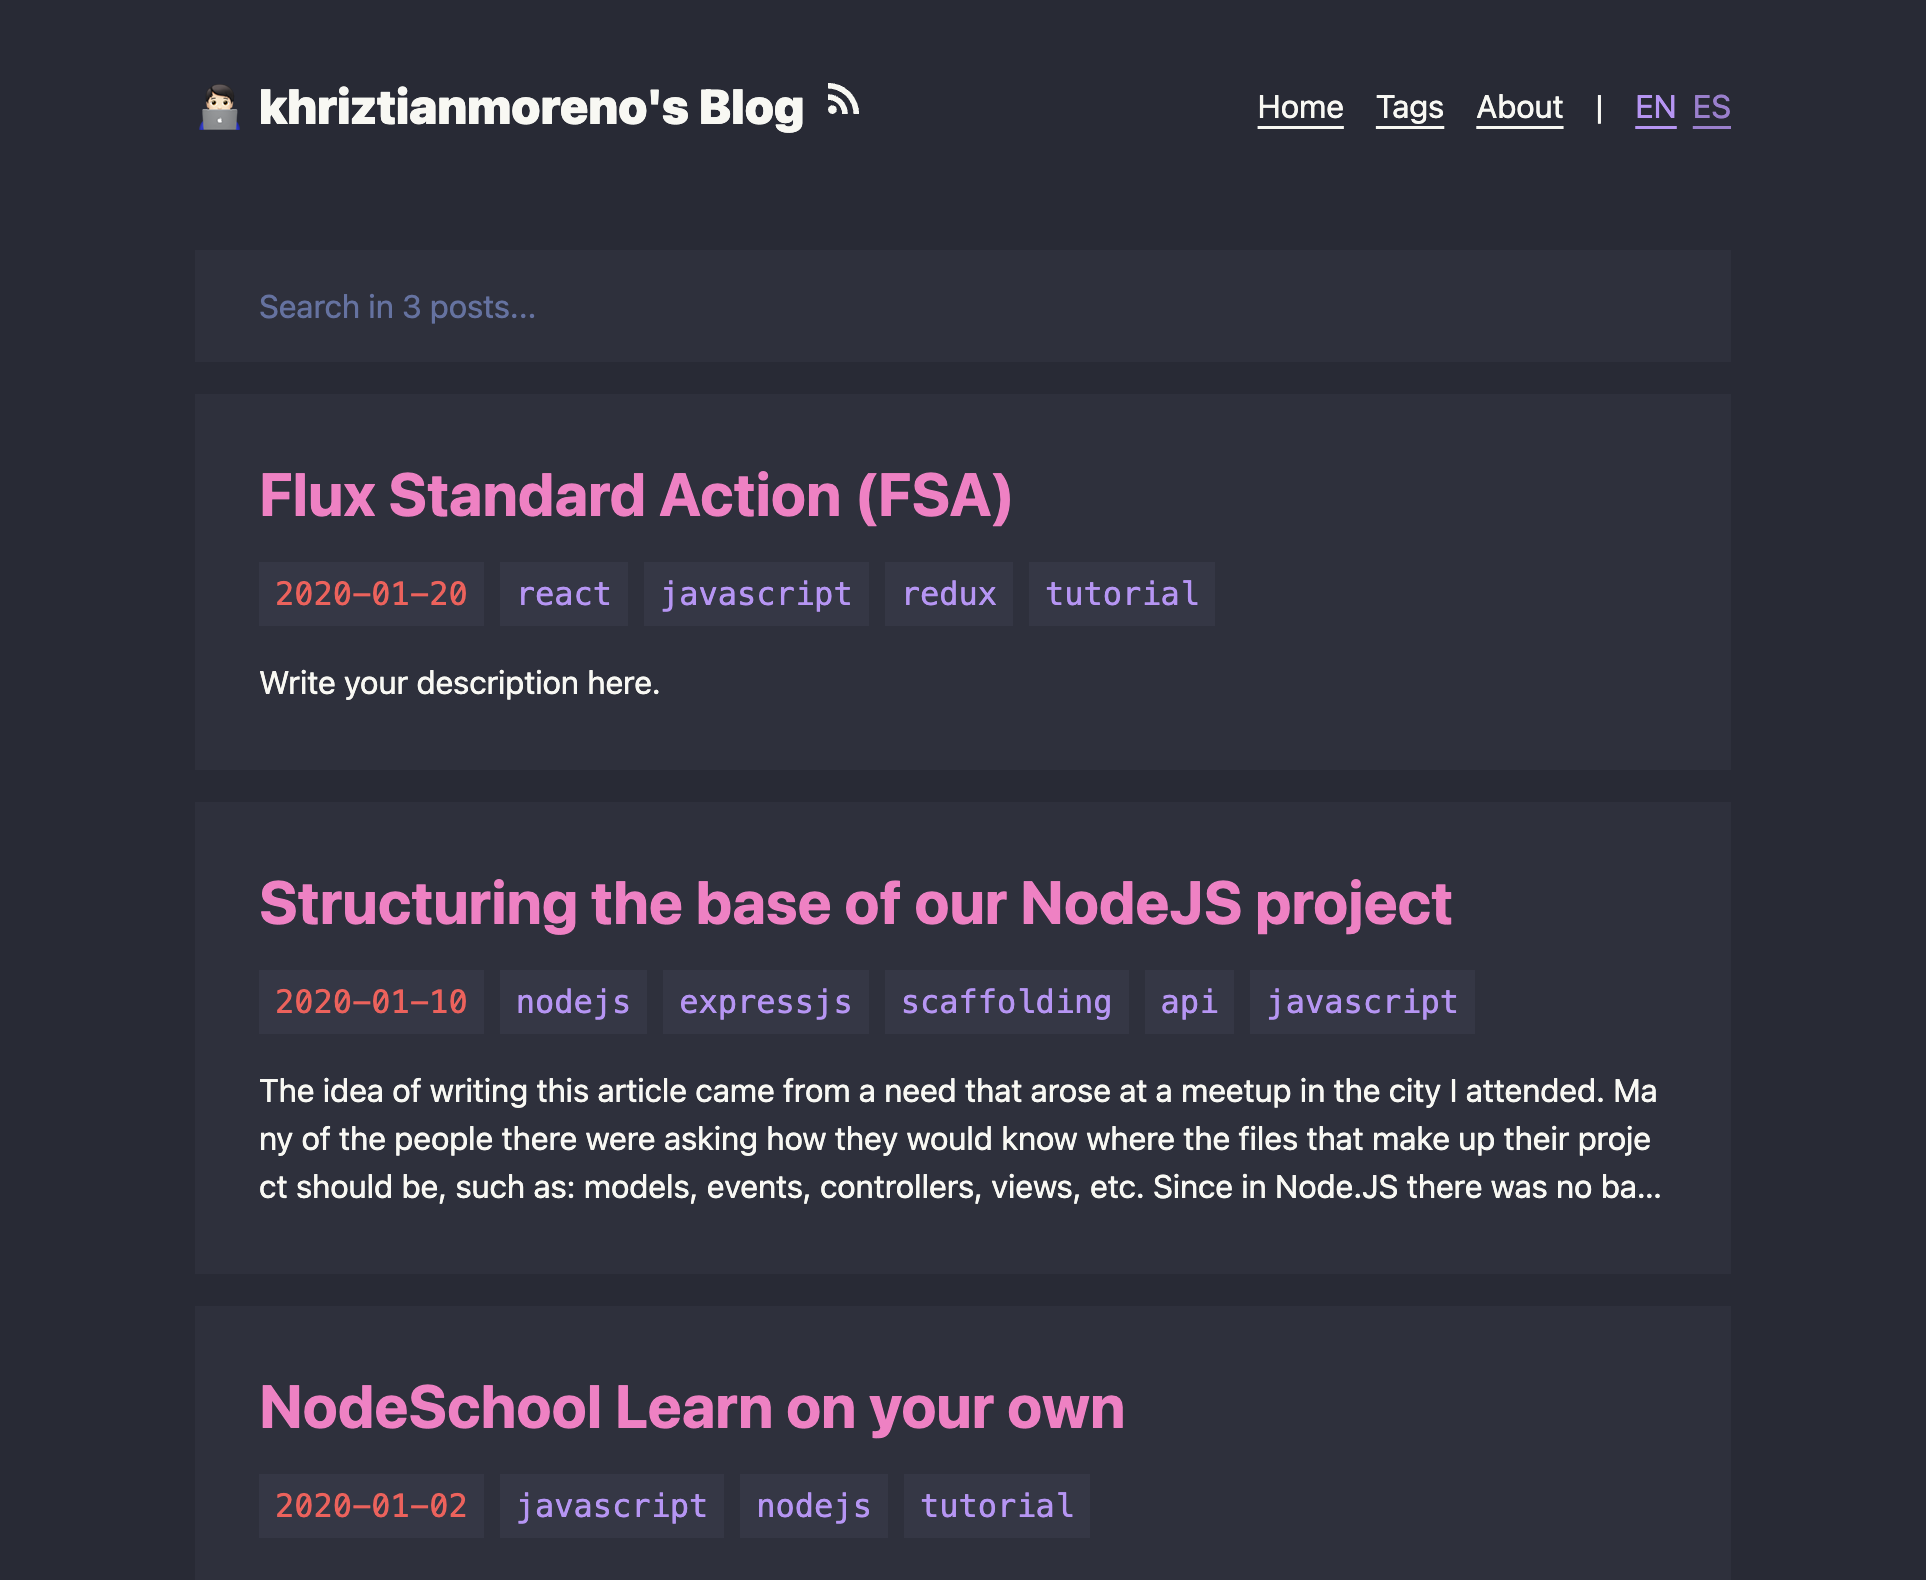 khriztianmoreno's Blog
Home Tags About | EN ES
Search in 3 posts...
Flux Standard Action (FSA)
2020-01-20 react javascript redux tutorial
Write your description here.
Structuring the base of our NodeJS project
2020-01-10 nodejs expressjs scaffolding api javascript
The idea of writing this article came from a need that arose at a meetup in the city I attended. Ma
ny of the people there were asking how they would know where the files that make up their proje
ct should be, such as: models, events, controllers, views, etc. Since in Node.JS there was no ba...
NodeSchool Learn on your own
2020-01-02 javascript nodejs tutorial